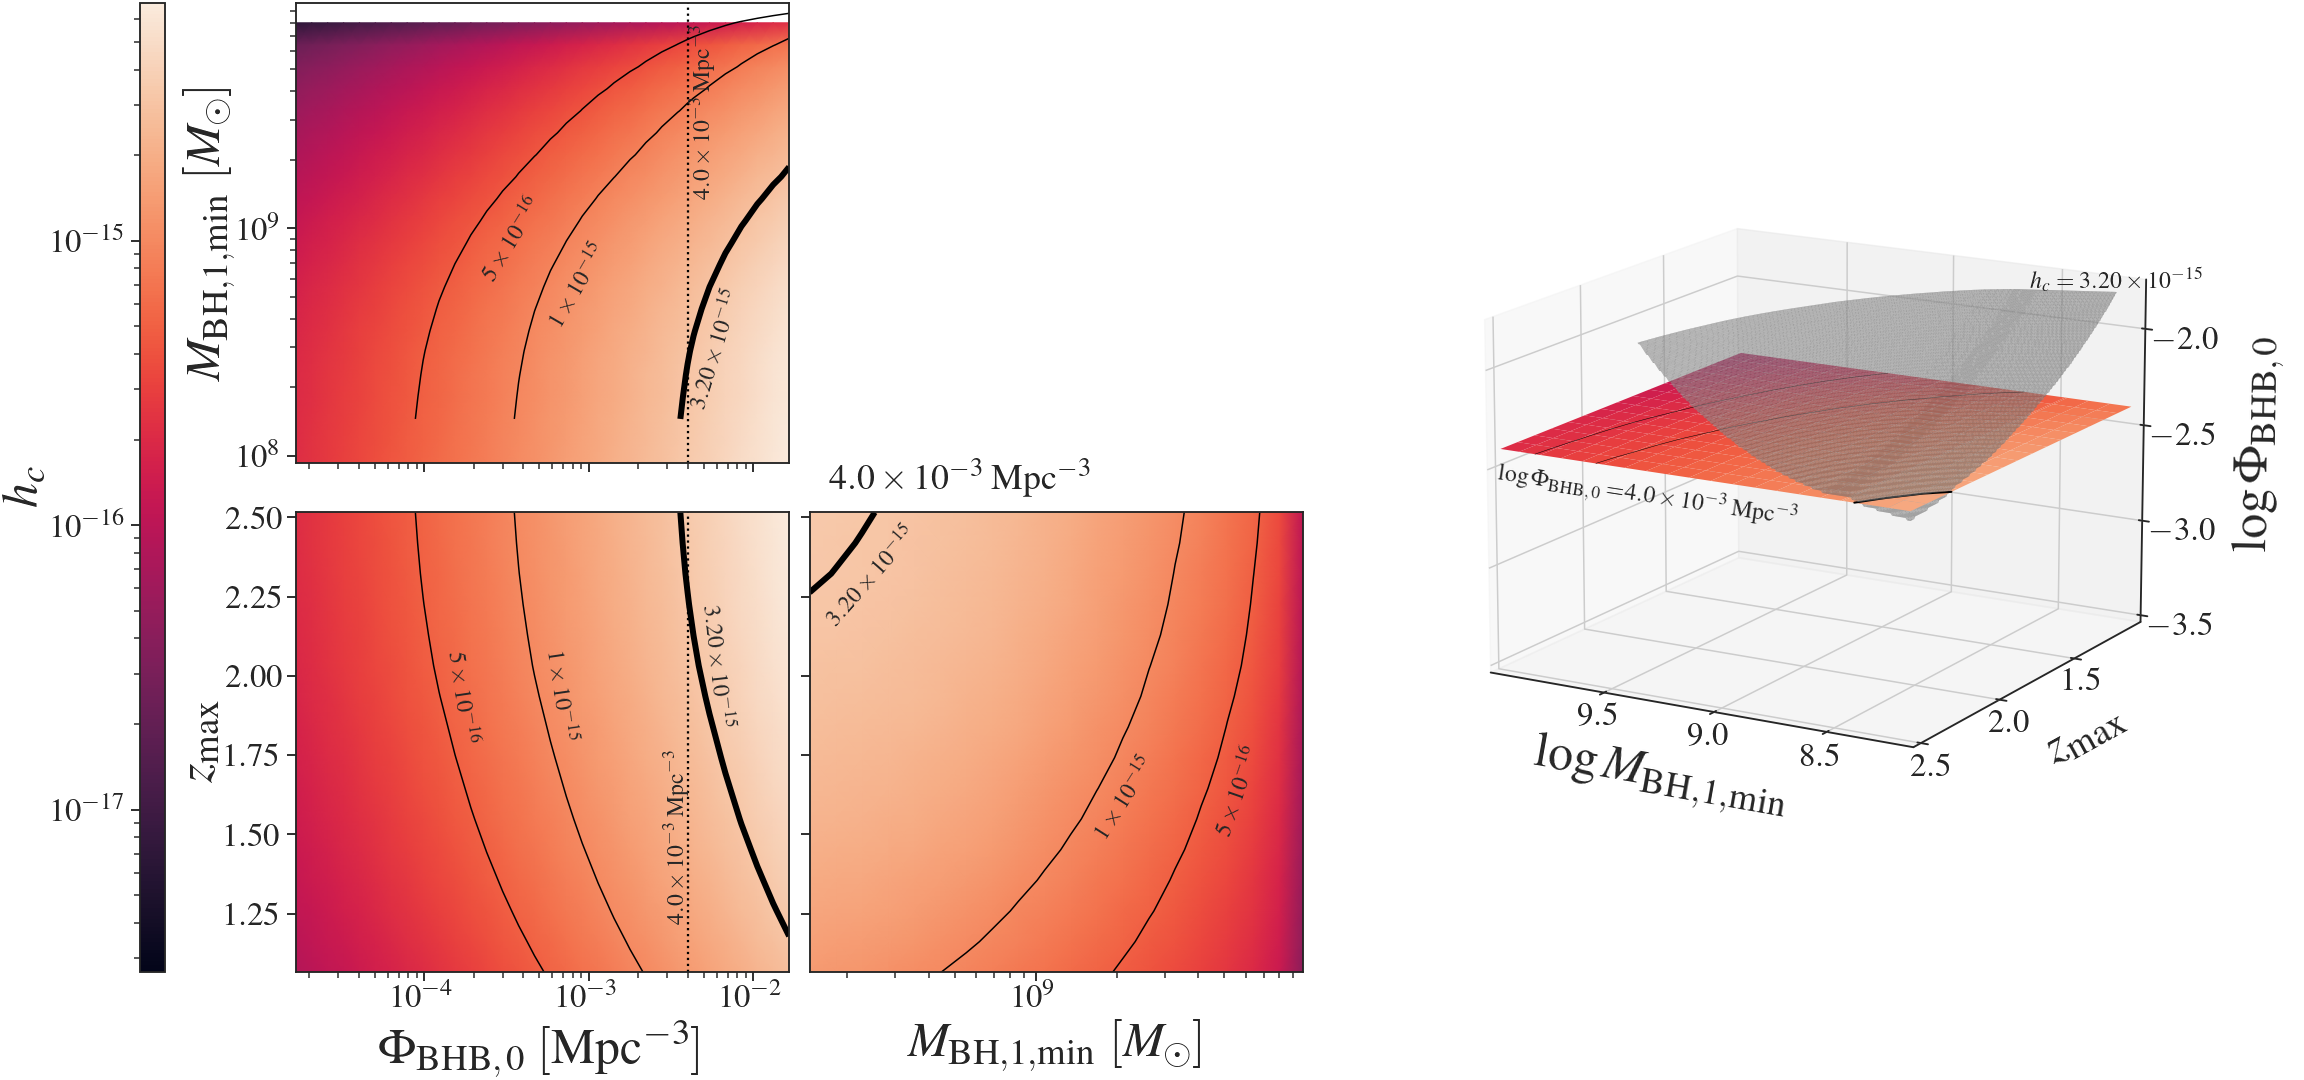 h_c
10^{-15}
10^{-16}
10^{-17}
M_{BH,1,min} [M_⊙]
10^9
10^8
5 × 10^{-16}
1 × 10^{-15}
3.20 × 10^{-15}
4.0 × 10^{-3} Mpc^{-3}
z_{max}
2.50
2.25
2.00
1.75
1.50
1.25
5 × 10^{-16}
1 × 10^{-15}
3.20 × 10^{-15}
4.0 × 10^{-3} Mpc^{-3}
10^{-4} 10^{-3} 10^{-2}
Φ_{BHB,0} [Mpc^{-3}]
4.0 × 10^{-3} Mpc^{-3}
3.20 × 10^{-15}
1 × 10^{-15}
5 × 10^{-16}
10^9
M_{BH,1,min} [M_⊙]
h_c = 3.20 × 10^{-15}
log Φ_{BHB,0} = 4.0 × 10^{-3} Mpc^{-3}
−2.0
−2.5
−3.0
−3.5
log Φ_{BHB,0}
9.5
9.0
8.5
log M_{BH,1,min}
1.5
2.0
2.5
z_{max}